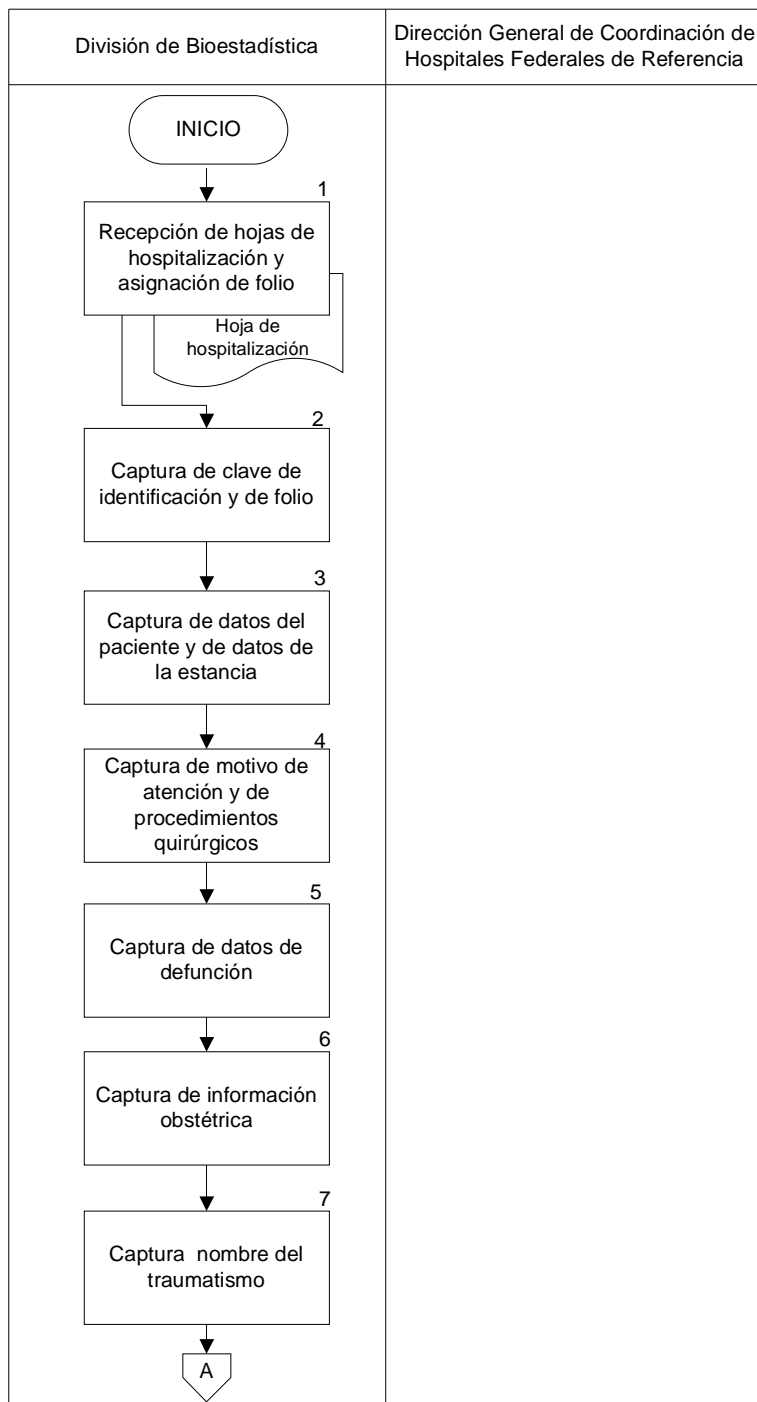 División de Bioestadística
Dirección General de Coordinación de
Hospitales Federales de Referencia
INICIO
1
Recepción de hojas de
hospitalización y
asignación de folio
Hoja de
hospitalización
2
Captura de clave de
identificación y de folio
3
Captura de datos del
paciente y de datos de
la estancia
4
Captura de motivo de
atención y de
procedimientos
quirúrgicos
5
Captura de datos de
defunción
6
Captura de información
obstétrica
7
Captura nombre del
traumatismo
A